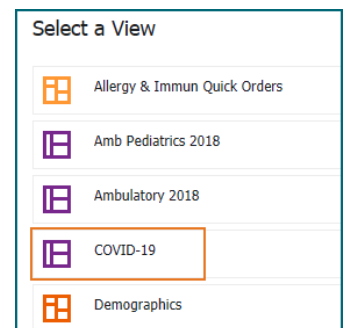 Select a View
Allergy & Immun Quick Orders
Amb Pediatrics 2018
Ambulatory 2018
COVID-19
Demographics